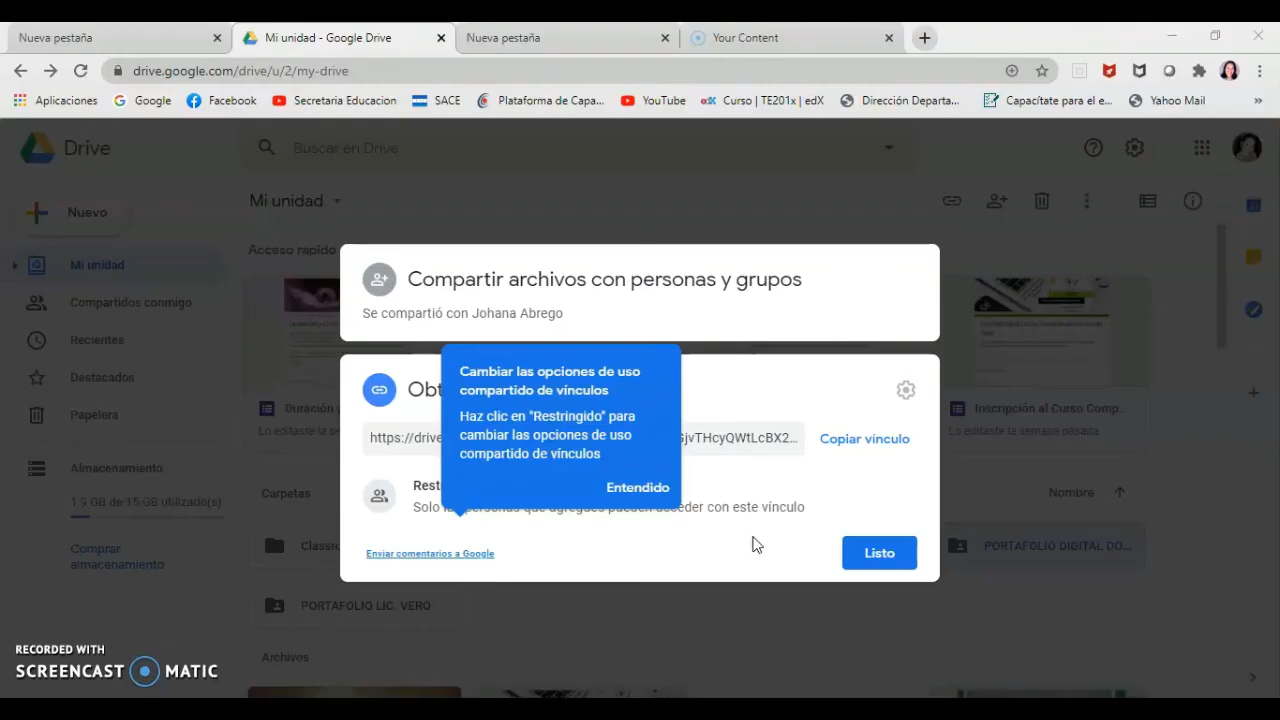 Nueva pestaña
Mi unidad - Google Drive
Nueva pestaña
Your Content
drive.google.com/drive/u/2/my-drive
Aplicaciones
Google
Facebook
Secretaria Educacion
SACE
Plataforma de Capa...
YouTube
edX
Curso | TE201x | edX
Dirección Departa...
Capacítate para el e...
Yahoo Mail
»
Drive
Buscar en Drive
Nuevo
Mi unidad
Acceso rápido
Mi unidad
Compartidos conmigo
Recientes
Destacados
Papelera
Almacenamiento
1.9 GB de 15 GB utilizado(s)
Comprar
almacenamiento
Compartir archivos con personas y grupos
Se compartió con Johana Abrego
Obt
https://drive
GjvTHcyQWtLcBX2...
Copiar vínculo
Cambiar las opciones de uso
compartido de vínculos
Haz clic en "Restringido" para
cambiar las opciones de uso
compartido de vínculos
Entendido
Rest
Solo las personas que agregues pueden acceder con este vínculo
Enviar comentarios a Google
Listo
Duración
Lo editaste la semana
Inscripción al Curso Comp...
Lo editaste la semana pasada
Carpetas
Nombre
Classr
PORTAFOLIO DIGITAL DO...
PORTAFOLIO LIC. VERO
Archivos
RECORDED WITH
SCREENCAST MATIC